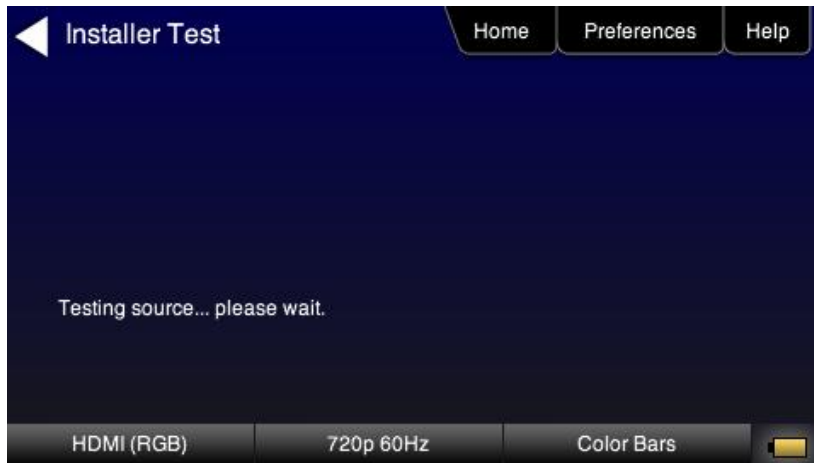 Installer Test
Home
Preferences
Help
Testing source... please wait.
HDMI (RGB)
720p 60Hz
Color Bars